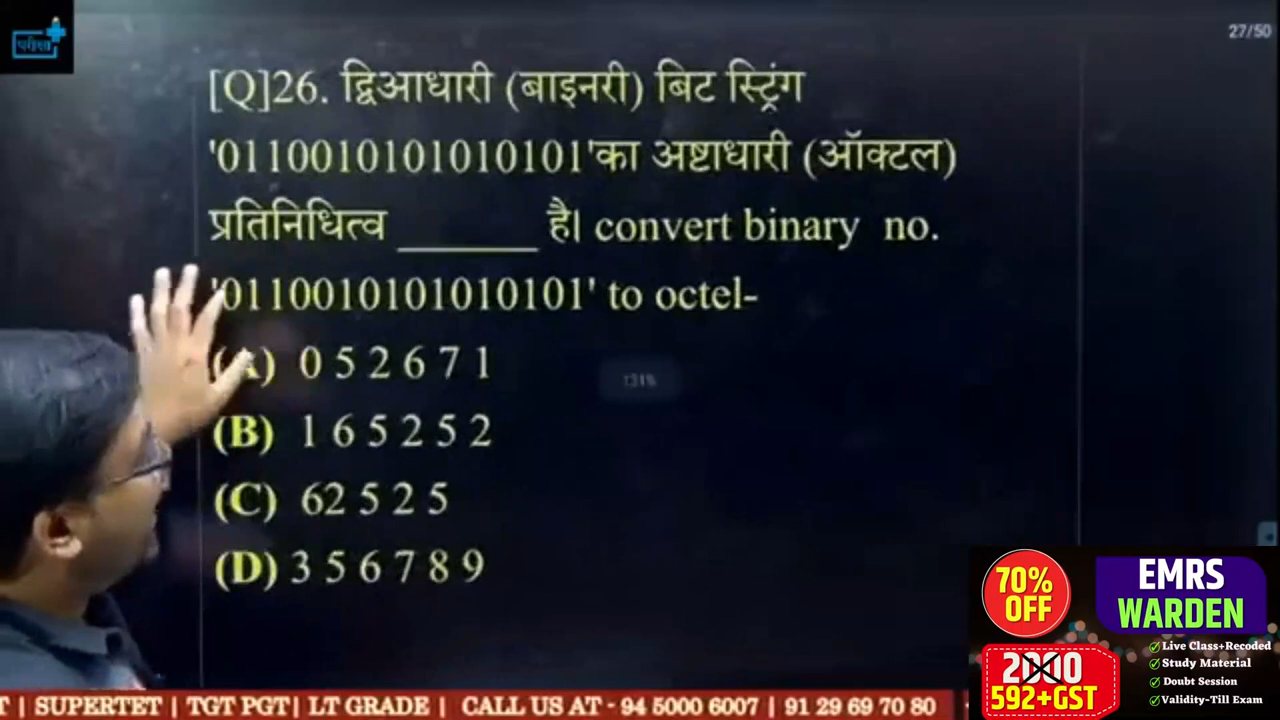 परीक्षा
27/50
[Q]26. द्विआधारी (बाइनरी) बिट स्ट्रिंग
'0110010101010101'का अष्टाधारी (ऑक्टल)
प्रतिनिधित्व ______ है। convert binary no.
'0110010101010101' to octel-
131%
(A) 0 5 2 6 7 1
(B) 1 6 5 2 5 2
(C) 62 5 2 5
(D) 3 5 6 7 8 9
70%
OFF
EMRS
WARDEN
2000
592+GST
Live Class+Recoded
Study Material
Doubt Session
Validity-Till Exam
T | SUPERTET | TGT PGT | LT GRADE | CALL US AT - 94 5000 6007 | 91 29 69 70 80